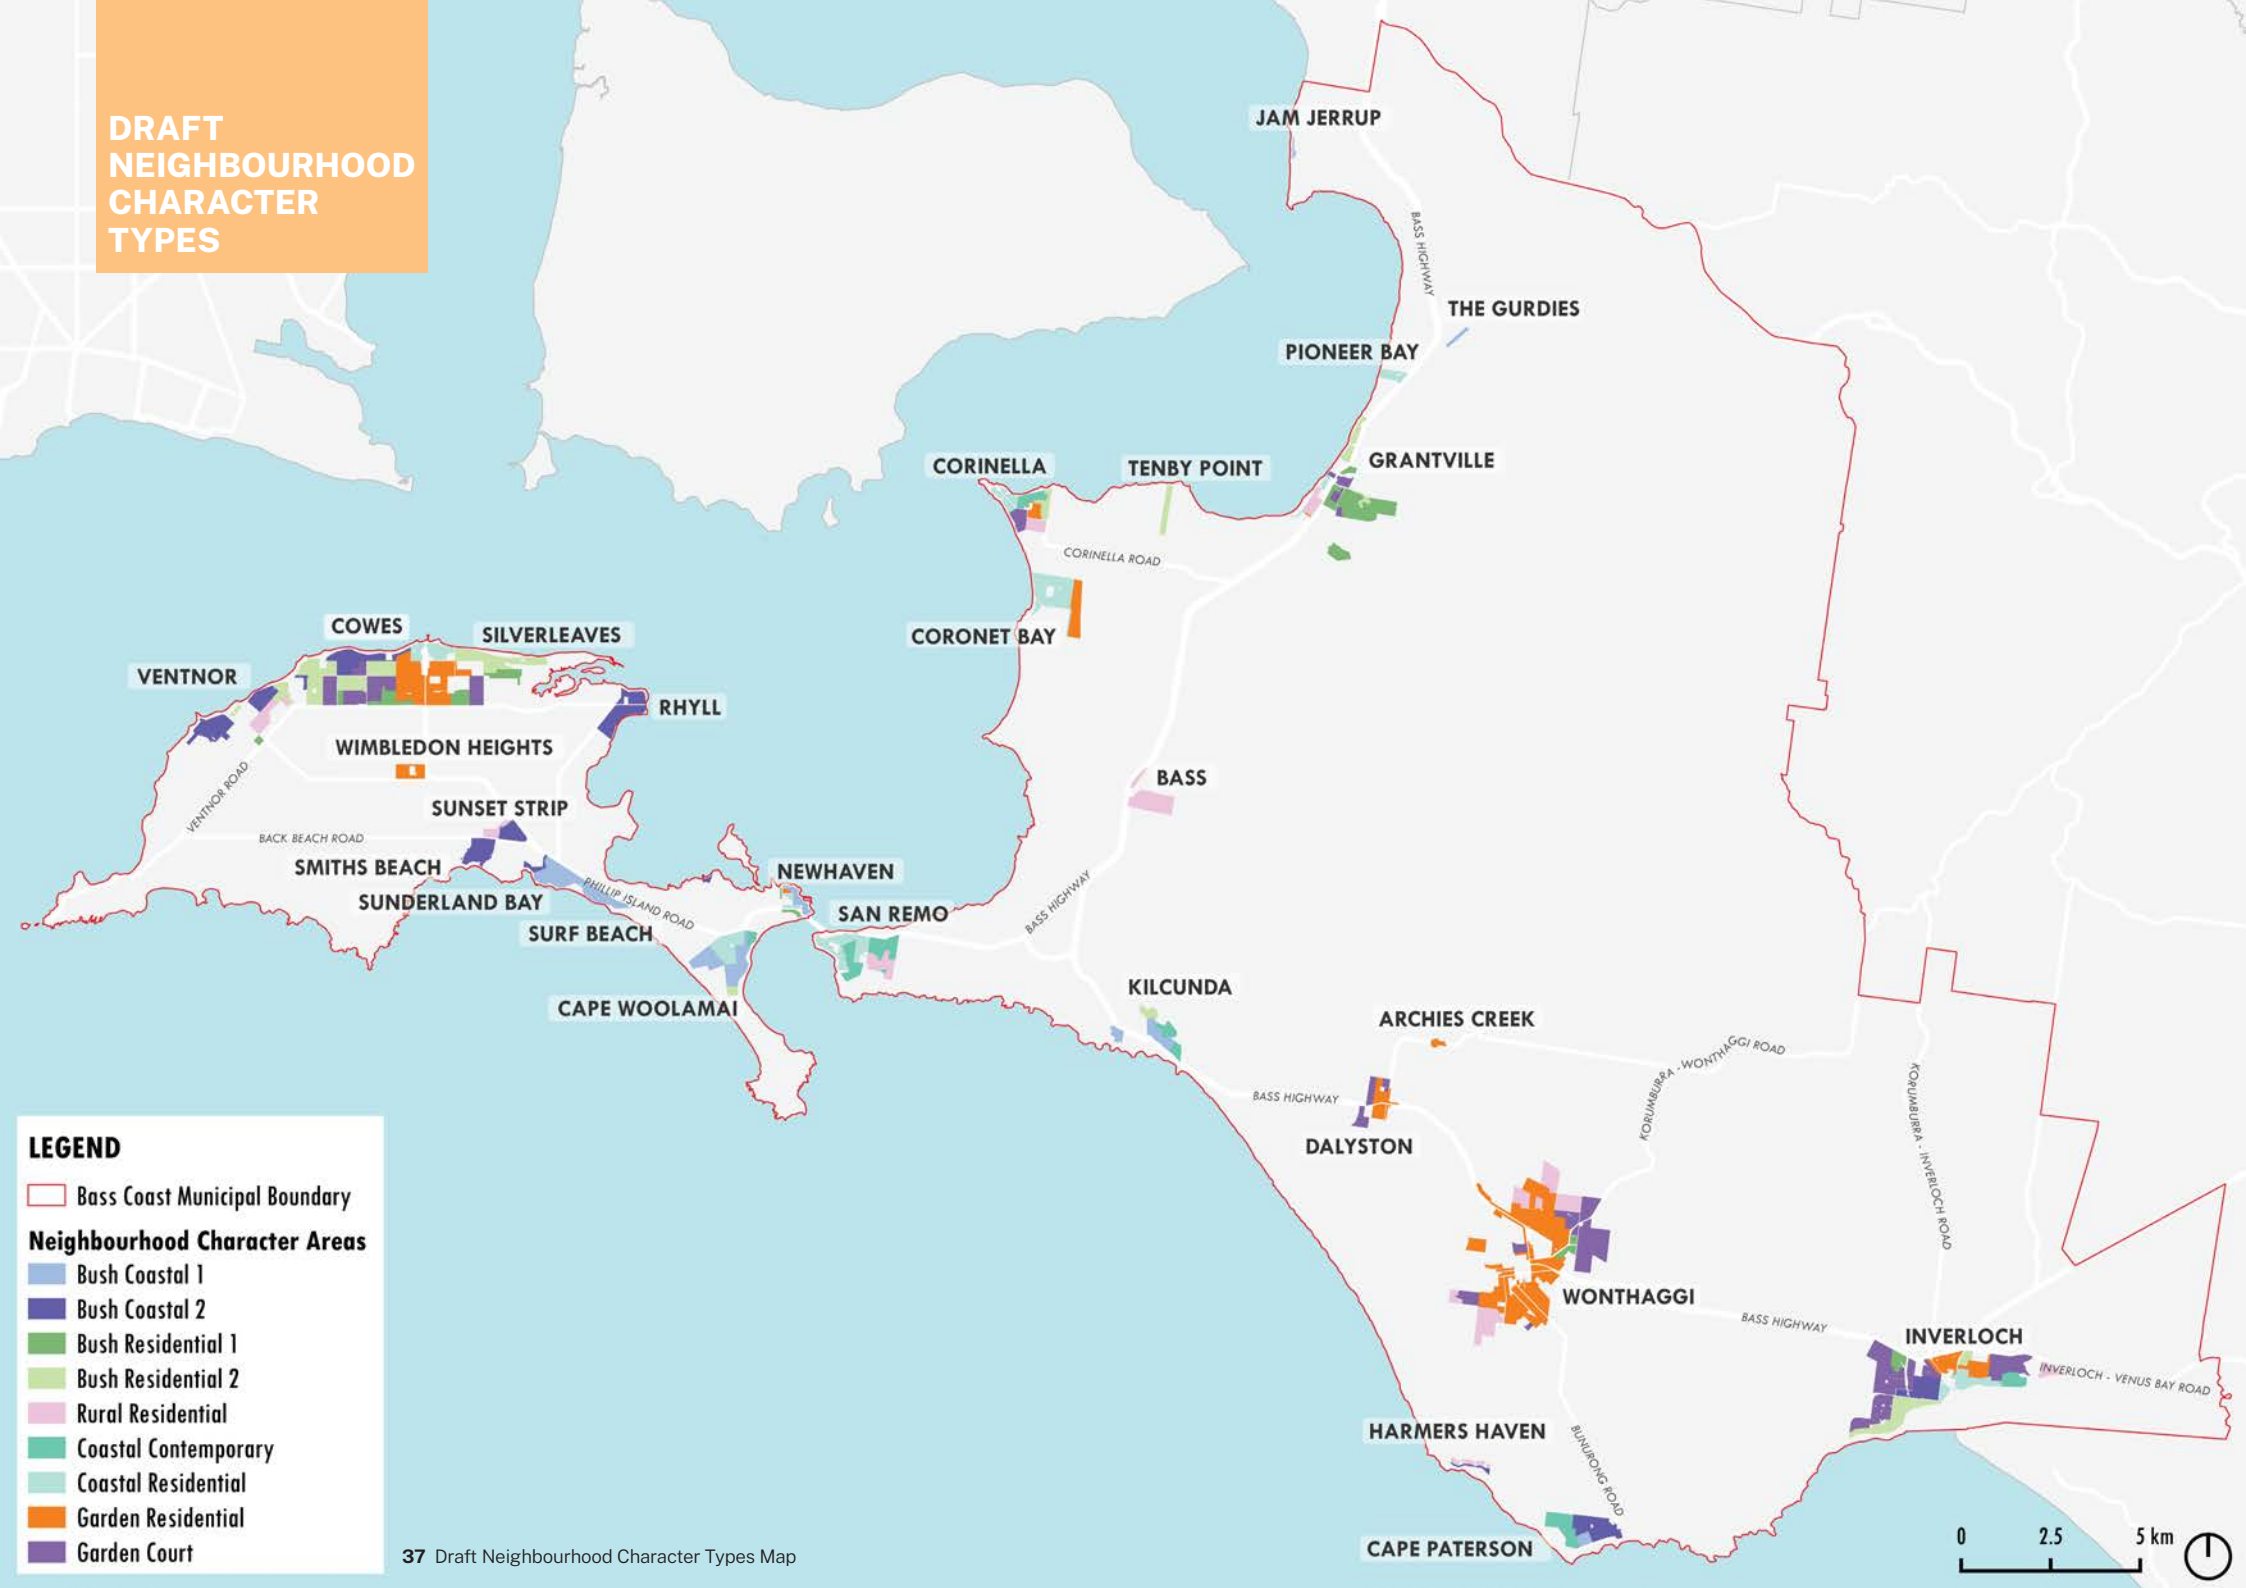 DRAFT
NEIGHBOURHOOD
CHARACTER
TYPES
JAM JERRUP
BASS HIGHWAY
THE GURDIES
PIONEER BAY
GRANTVILLE
CORINELLA
TENBY POINT
CORINELLA ROAD
CORONET BAY
COWES
SILVERLEAVES
VENTNOR
RHYLL
WIMBLEDON HEIGHTS
VENTNOR ROAD
BASS
SUNSET STRIP
BACK BEACH ROAD
SMITHS BEACH
NEWHAVEN
SUNDERLAND BAY
PHILLIP ISLAND ROAD
SAN REMO
BASS HIGHWAY
SURF BEACH
CAPE WOOLAMAI
KILCUNDA
ARCHIES CREEK
KORUMBURRA - WONTHAGGI ROAD
BASS HIGHWAY
DALYSTON
KORUMBURRA - INVERLOCH ROAD
WONTHAGGI
BASS HIGHWAY
INVERLOCH
INVERLOCH - VENUS BAY ROAD
HARMERS HAVEN
BUNURONG ROAD
CAPE PATERSON
LEGEND
Bass Coast Municipal Boundary
Neighbourhood Character Areas
Bush Coastal 1
Bush Coastal 2
Bush Residential 1
Bush Residential 2
Rural Residential
Coastal Contemporary
Coastal Residential
Garden Residential
Garden Court
37 Draft Neighbourhood Character Types Map
0 2.5 5 km